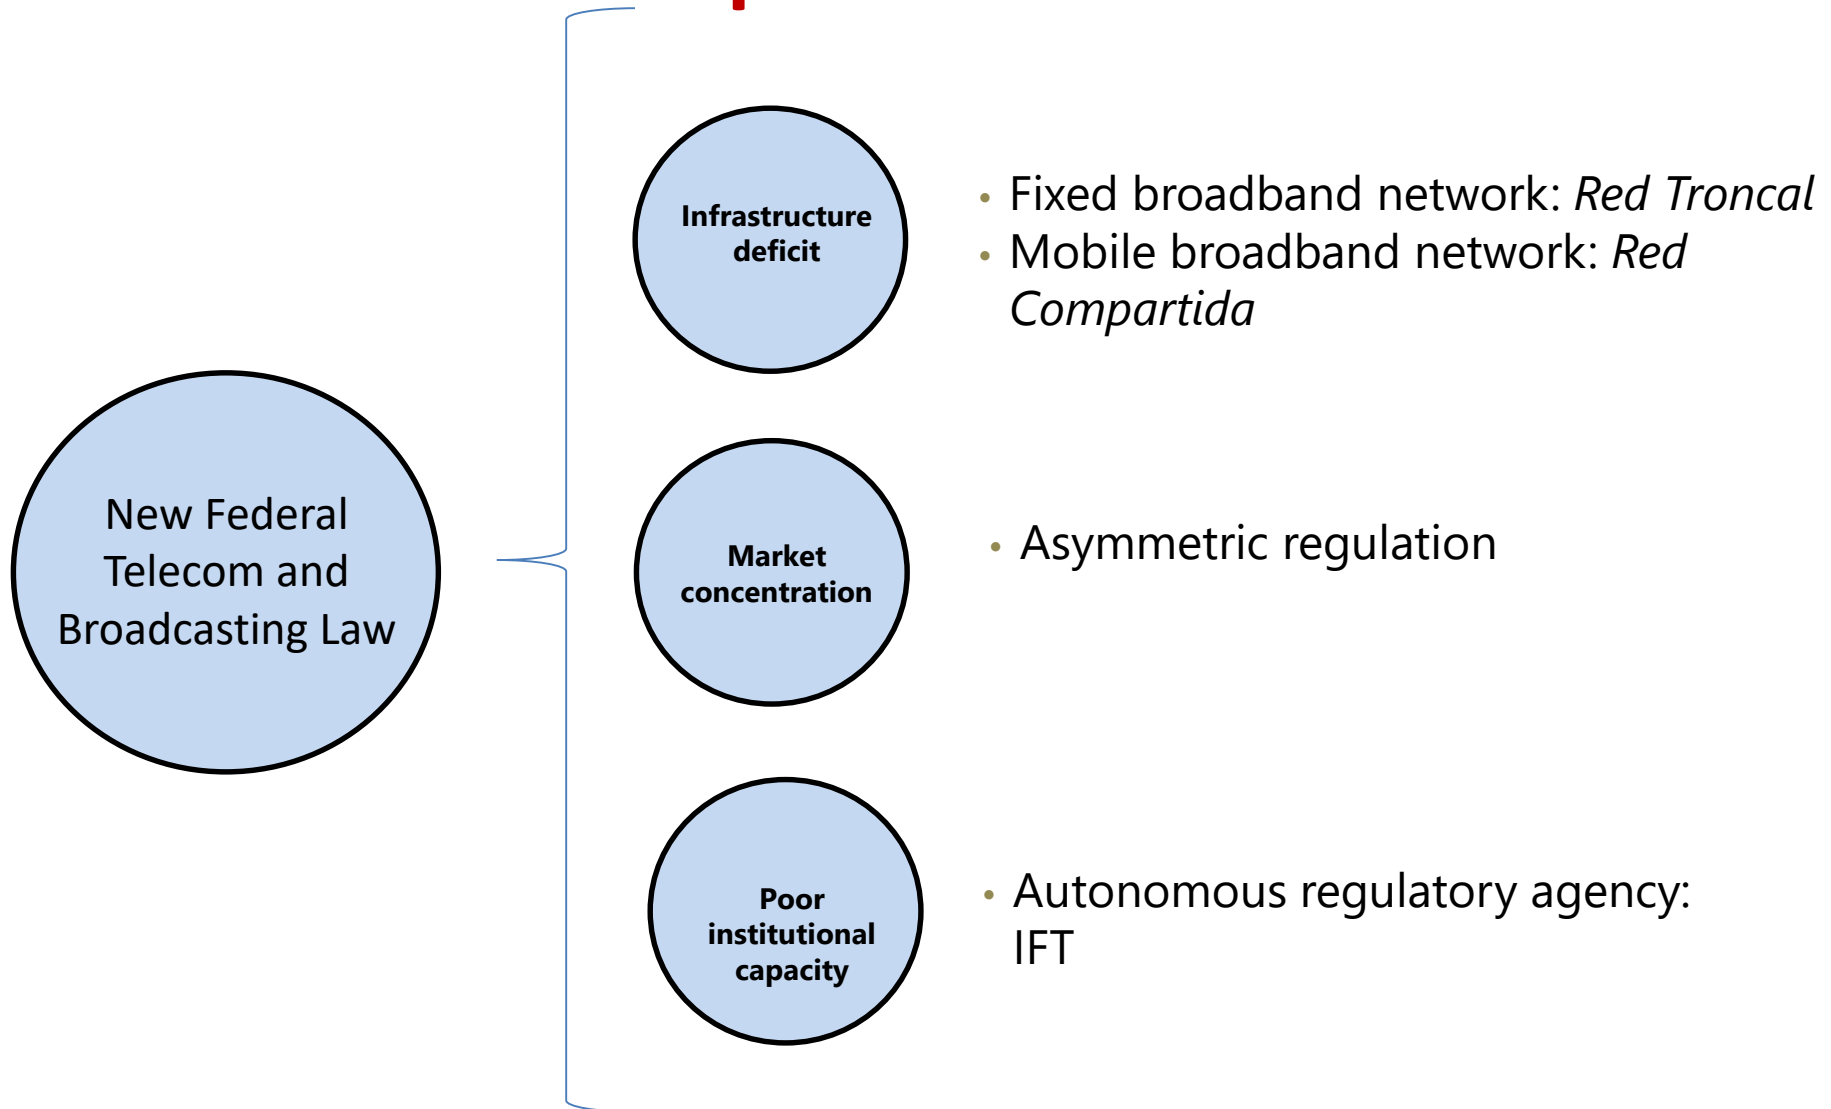 New Federal
Telecom and
Broadcasting Law
Infrastructure
deficit
• Fixed broadband network: Red Troncal
• Mobile broadband network: Red
Compartida
Market
concentration
• Asymmetric regulation
Poor
institutional
capacity
• Autonomous regulatory agency:
IFT